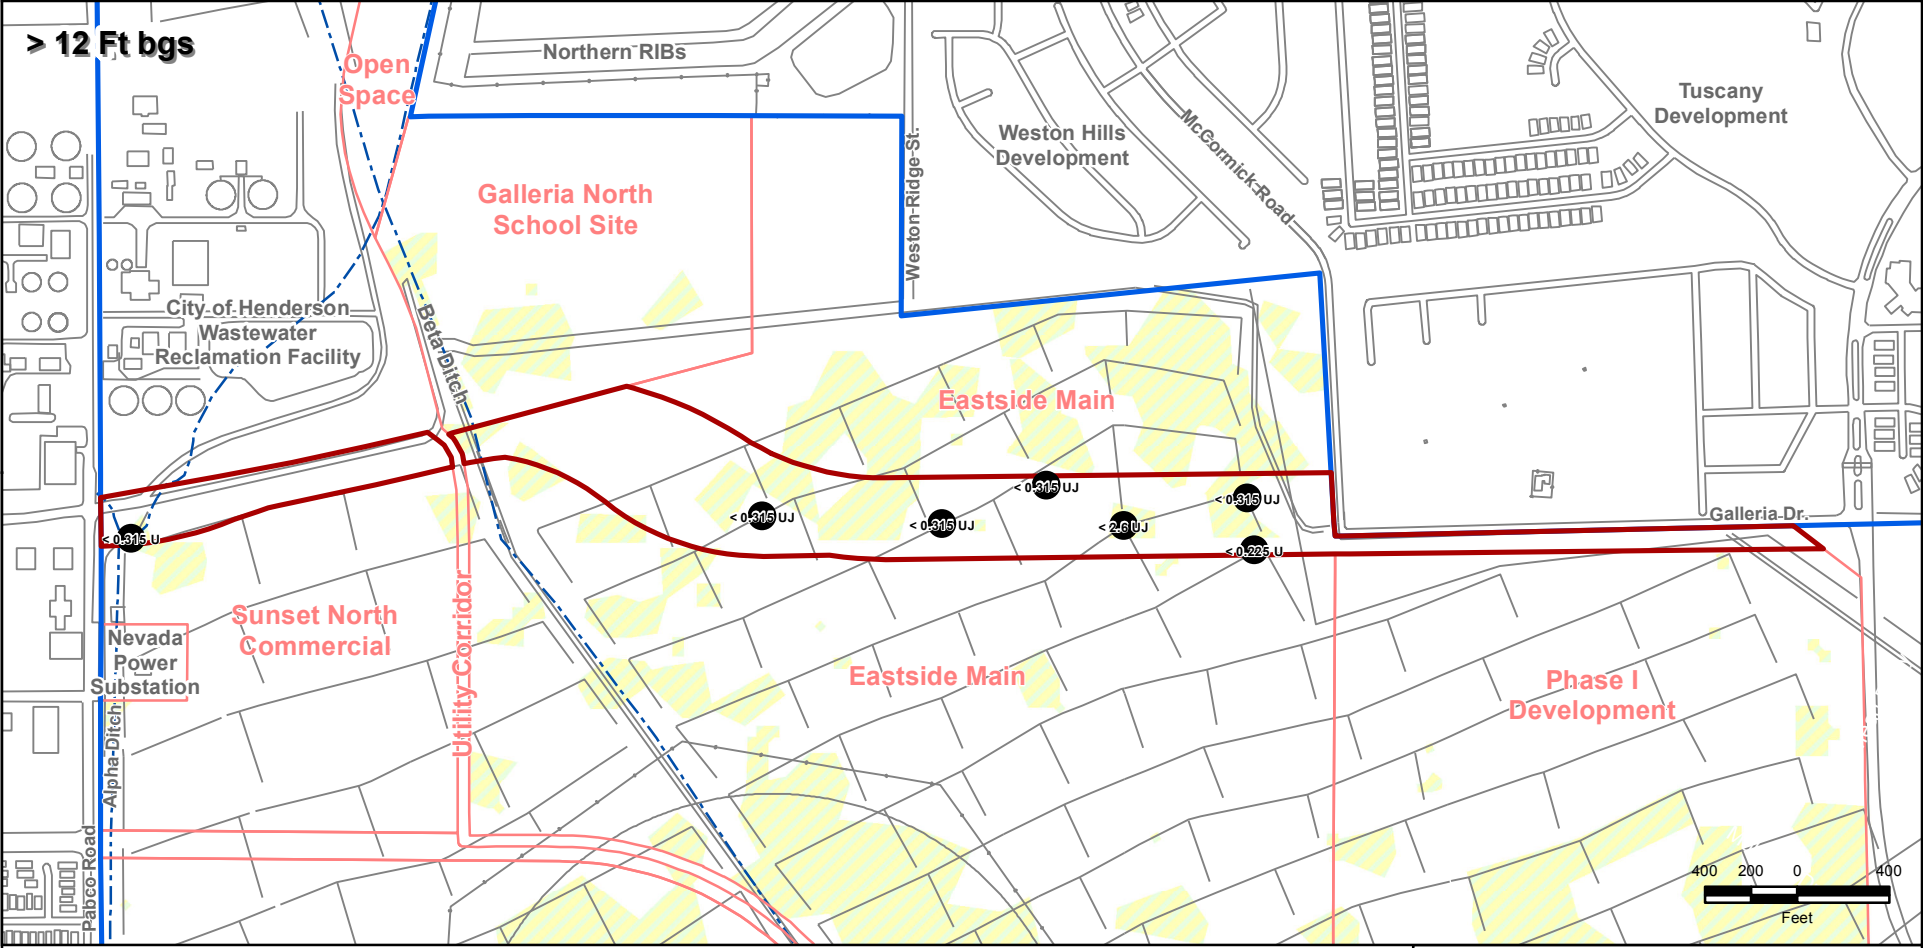 > 12 Ft bgs
Northern RIBs
Open
Space
Tuscany
Development
Weston Hills
Development
McCormick Road
Weston Ridge St.
Galleria North
School Site
City of Henderson
Wastewater
Reclamation Facility
Beta Ditch
Eastside Main
< 0.315 UJ
< 0.315 UJ
< 0.315 UJ
< 0.315 UJ
< 2.6 UJ
Galleria Dr.
< 0.315 U
< 0.225 U
Sunset North
Commercial
Nevada
Power
Substation
Utility Corridor
Eastside Main
Phase I
Development
Alpha Ditch
Pabco Road
400 200 0 400
Feet